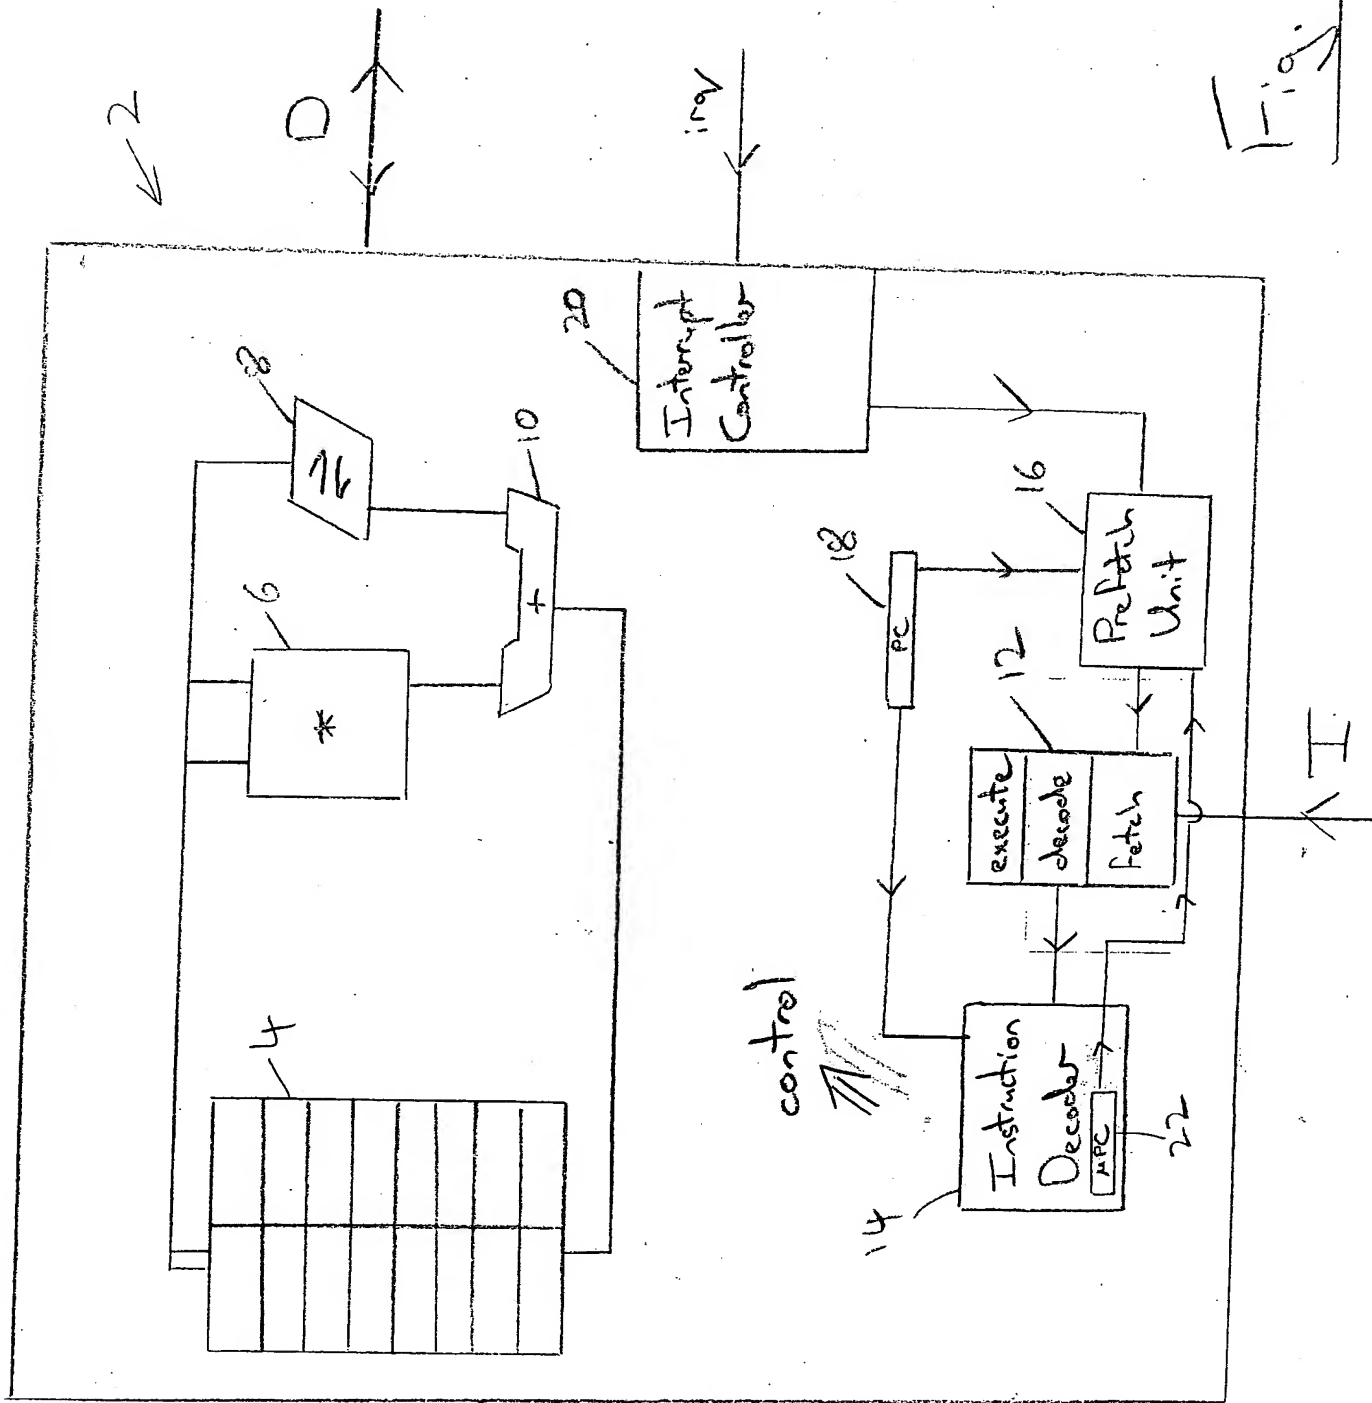 2
D
irq
8
6
*
10
+
4
20
Interrupt
Controller
18
PC
16
Prefetch
Unit
12
execute
decode
fetch
control
14
Instruction
Decoder
μPC
22
I
Fig.